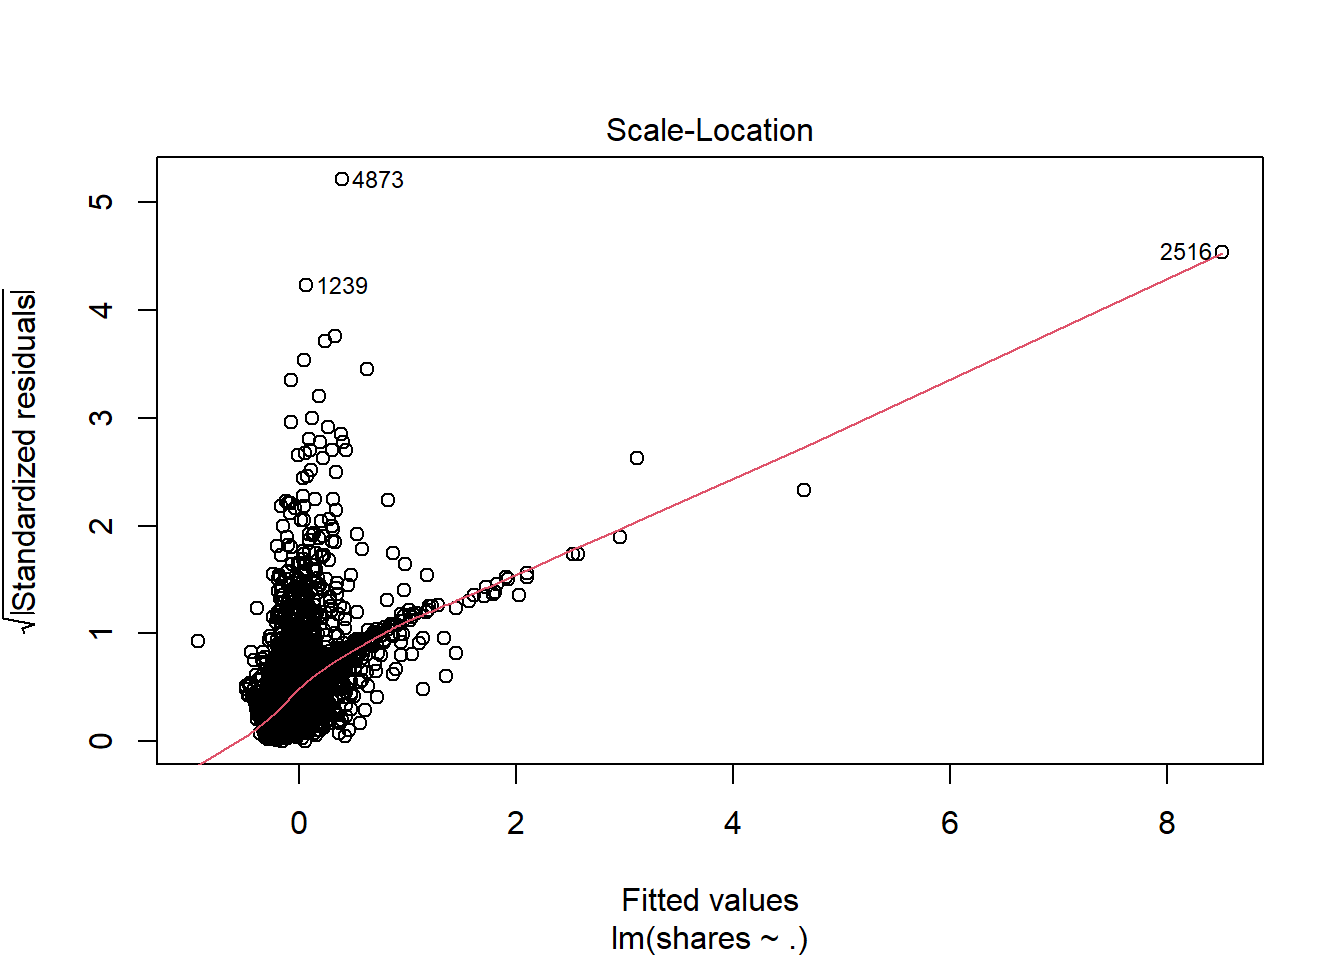 Scale-Location
√|Standardized residuals|
5
4
3
2
1
0
4873
2516
1239
0 2 4 6 8
Fitted values
lm(shares ~ .)